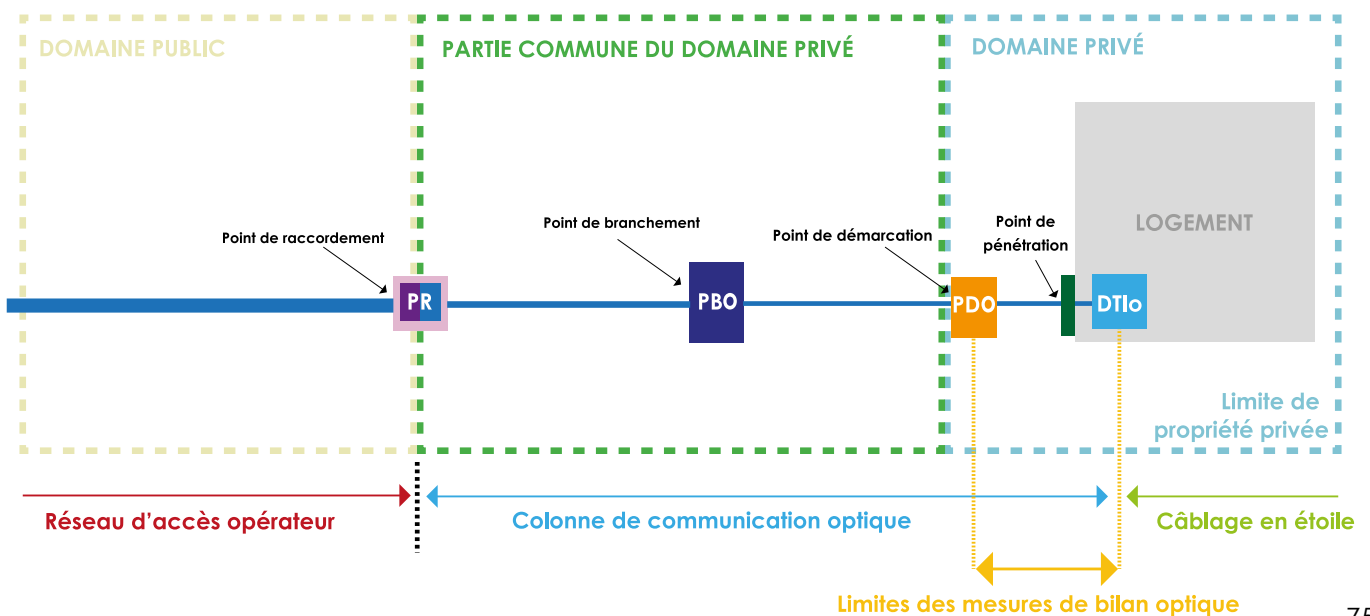 DOMAINE PUBLIC
PARTIE COMMUNE DU DOMAINE PRIVÉ
DOMAINE PRIVÉ
Point de raccordement
Point de branchement
Point de démarcation
Point de
pénétration
LOGEMENT
PR
PBO
PDO
DTIo
Limite de
propriété privée
Réseau d’accès opérateur
Colonne de communication optique
Câblage en étoile
Limites des mesures de bilan optique